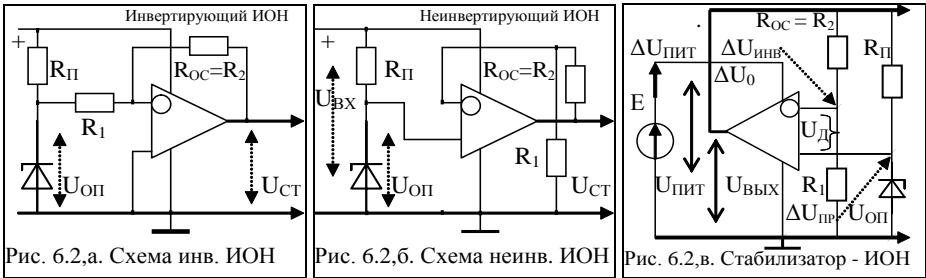 Инвертирующий ИОН
+
R_П
R_ОС=R_2
R_1
U_ОП
U_СТ
Рис. 6.2,а. Схема инв. ИОН
Неинвертирующий ИОН
+
R_П
R_ОС=R_2
U_ВХ
R_1
U_ОП
U_СТ
Рис. 6.2,б. Схема неинв. ИОН
R_ОС = R_2
ΔU_ПИТ
ΔU_ИНВ
R_П
ΔU_0
E
U_Д
U_ПИТ
U_ВЫХ
R_1
ΔU_ПР
U_ОП
Рис. 6.2,в. Стабилизатор - ИОН